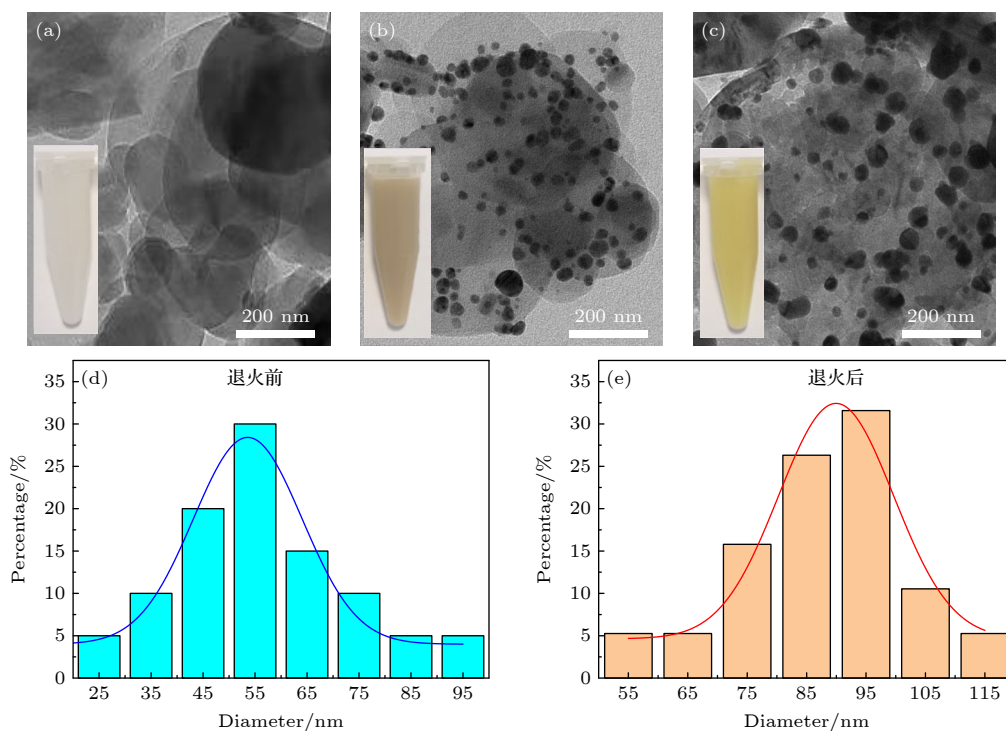 (a)
200 nm
(b)
200 nm
(c)
200 nm
(d)
退火前
35
30
25
20
15
10
5
0
Percentage/%
25 35 45 55 65 75 85 95
Diameter/nm
(e)
退火后
35
30
25
20
15
10
5
0
Percentage/%
55 65 75 85 95 105 115
Diameter/nm